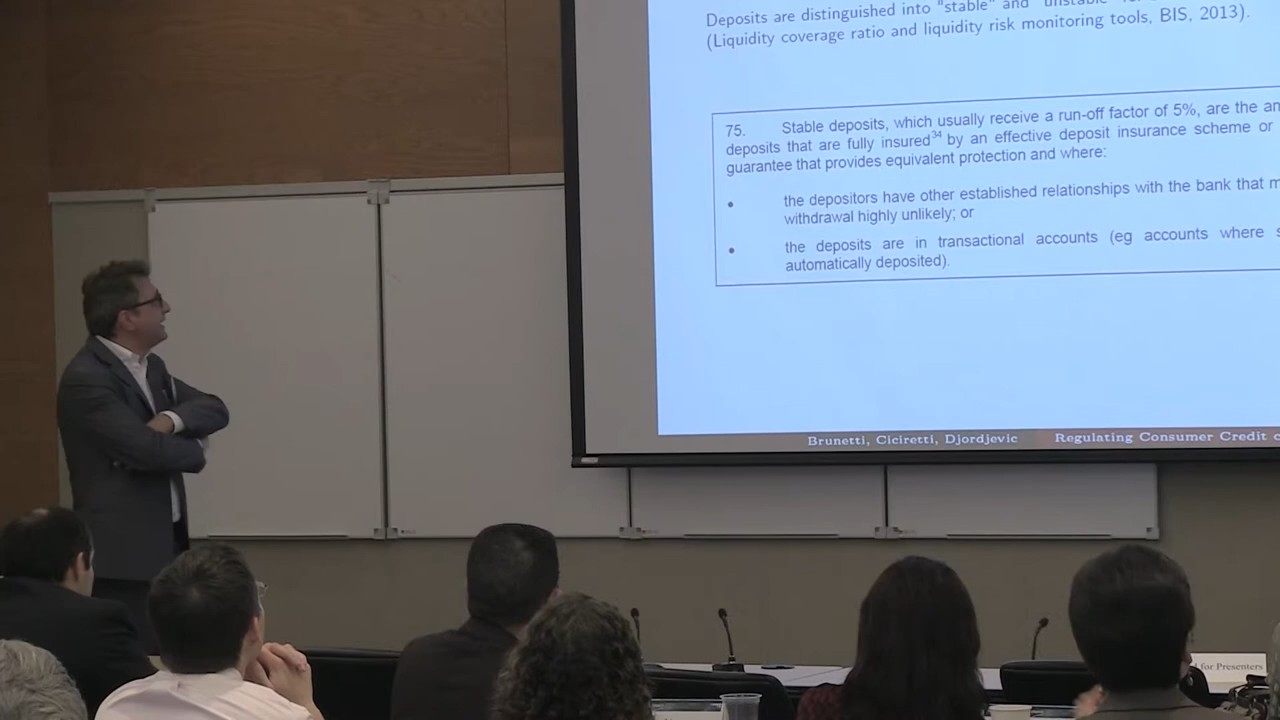 Deposits are distinguished into "stable" and "unstable"
(Liquidity coverage ratio and liquidity risk monitoring tools, BIS, 2013).
75. Stable deposits, which usually receive a run-off factor of 5%, are the
deposits that are fully insured34 by an effective deposit insurance scheme or
guarantee that provides equivalent protection and where:
• the depositors have other established relationships with the bank that
withdrawal highly unlikely; or
• the deposits are in transactional accounts (eg accounts where
automatically deposited).
Brunetti, Ciciretti, Djordjevic Regulating Consumer Credit
for Presenters